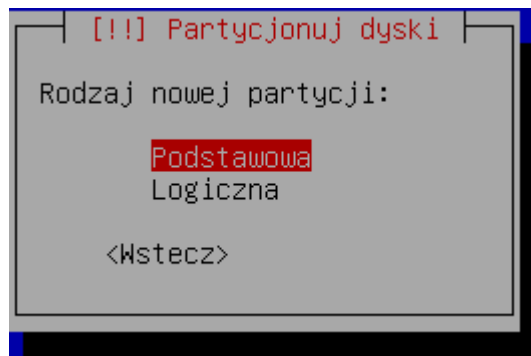 [!!] Partycjonuj dyski
Rodzaj nowej partycji:
Podstawowa
Logiczna
<Wstecz>